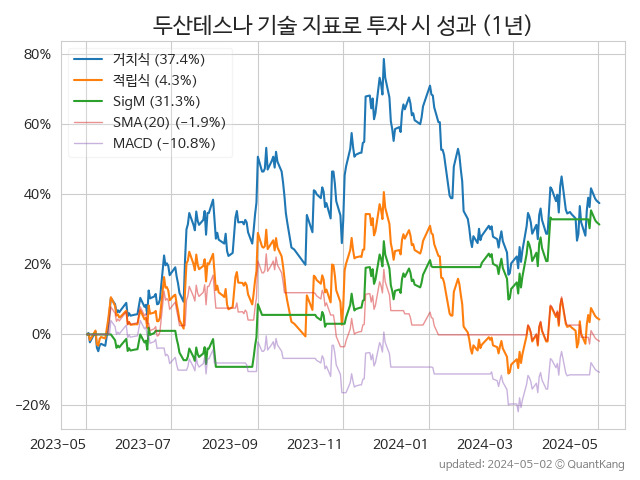 두산테스나 기술 지표로 투자 시 성과 (1년)
80%
60%
40%
20%
0%
−20%
거치식 (37.4%)
적립식 (4.3%)
SigM (31.3%)
SMA(20) (−1.9%)
MACD (−10.8%)
2023-05
2023-07
2023-09
2023-11
2024-01
2024-03
2024-05
updated: 2024-05-02 © QuantKang